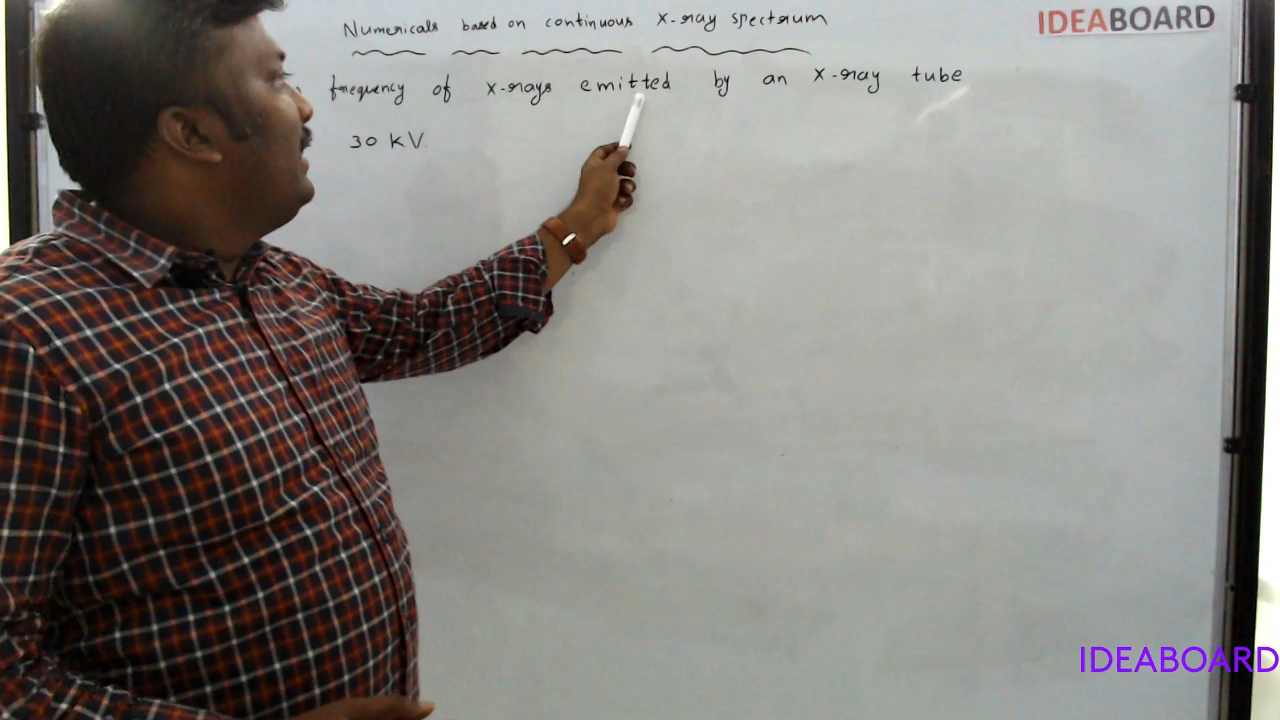 Numericals based on continuous X-ray spectrum
IDEABOARD
frequency of X-rays emitted by an X-ray tube
30 KV
IDEABOARD